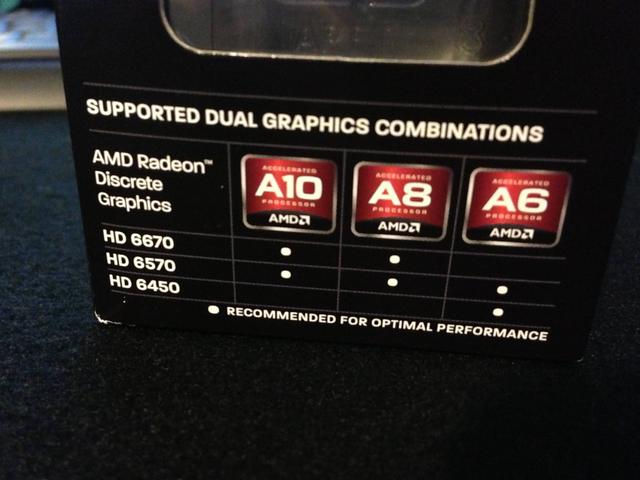 SUPPORTED DUAL GRAPHICS COMBINATIONS
AMD Radeon™
Discrete
Graphics
ACCELERATED
A10
PROCESSOR
AMD
ACCELERATED
A8
PROCESSOR
AMD
ACCELERATED
A6
PROCESSOR
AMD
HD 6670
HD 6570
HD 6450
RECOMMENDED FOR OPTIMAL PERFORMANCE